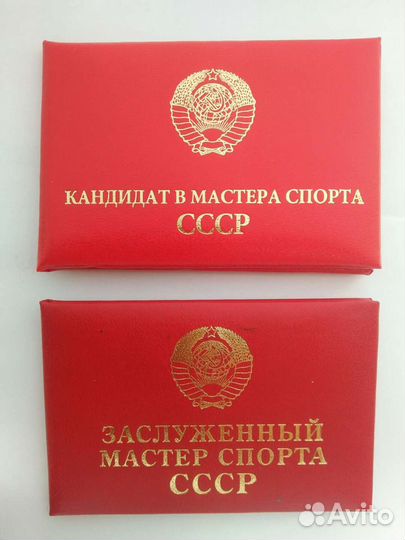 КАНДИДАТ В МАСТЕРА СПОРТА
СССР
ЗАСЛУЖЕННЫЙ
МАСТЕР СПОРТА
СССР
Avito